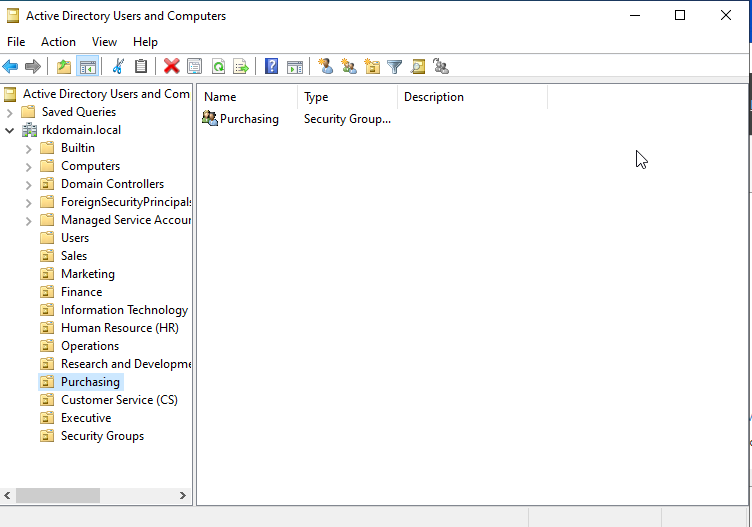 Active Directory Users and Computers
File Action View Help
Active Directory Users and Com
Saved Queries
rkdomain.local
Builtin
Computers
Domain Controllers
ForeignSecurityPrincipals
Managed Service Accour
Users
Sales
Marketing
Finance
Information Technology
Human Resource (HR)
Operations
Research and Developme
Purchasing
Customer Service (CS)
Executive
Security Groups
Name Type Description
Purchasing Security Group...